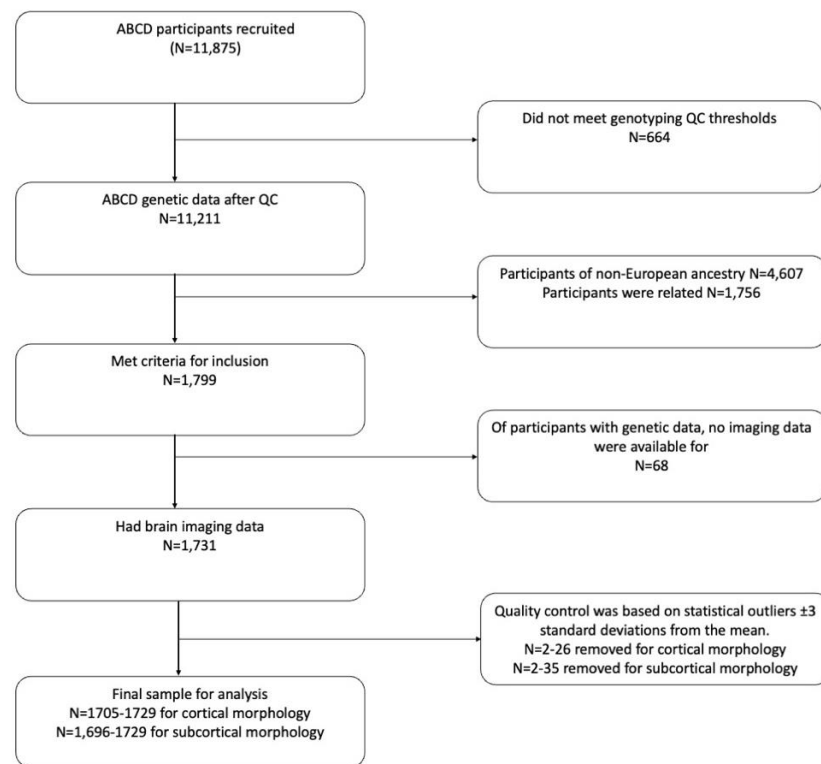 ABCD participants recruited
(N=11,875)
Did not meet genotyping QC thresholds
N=664
ABCD genetic data after QC
N=11,211
Participants of non-European ancestry N=4,607
Participants were related N=1,756
Met criteria for inclusion
N=1,799
Of participants with genetic data, no imaging data
were available for
N=68
Had brain imaging data
N=1,731
Quality control was based on statistical outliers ±3
standard deviations from the mean.
N=2-26 removed for cortical morphology
N=2-35 removed for subcortical morphology
Final sample for analysis
N=1705-1729 for cortical morphology
N=1,696-1729 for subcortical morphology